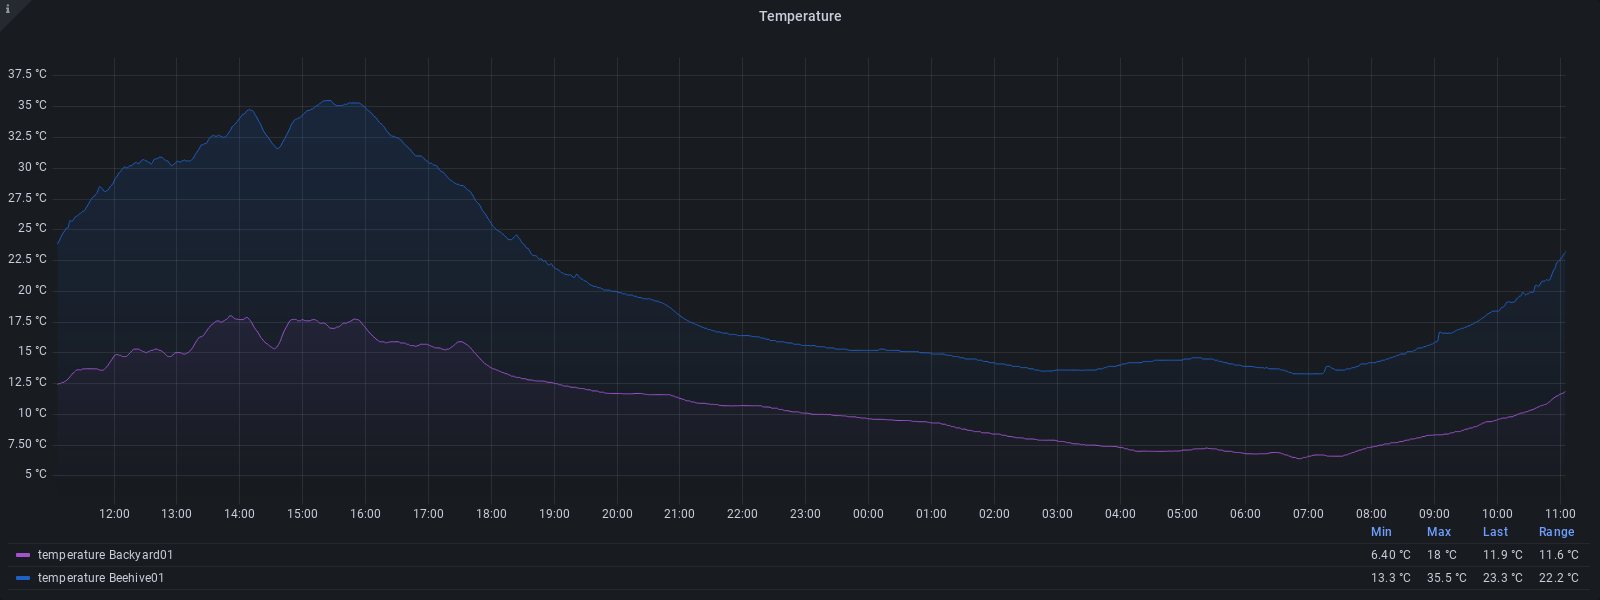 i
Temperature
37.5 °C
35 °C
32.5 °C
30 °C
27.5 °C
25 °C
22.5 °C
20 °C
17.5 °C
15 °C
12.5 °C
10 °C
7.50 °C
5 °C
12:00 13:00 14:00 15:00 16:00 17:00 18:00 19:00 20:00 21:00 22:00 23:00 00:00 01:00 02:00 03:00 04:00 05:00 06:00 07:00 08:00 09:00 10:00 11:00
Min Max Last Range
temperature Backyard01 6.40 °C 18 °C 11.9 °C 11.6 °C
temperature Beehive01 13.3 °C 35.5 °C 23.3 °C 22.2 °C